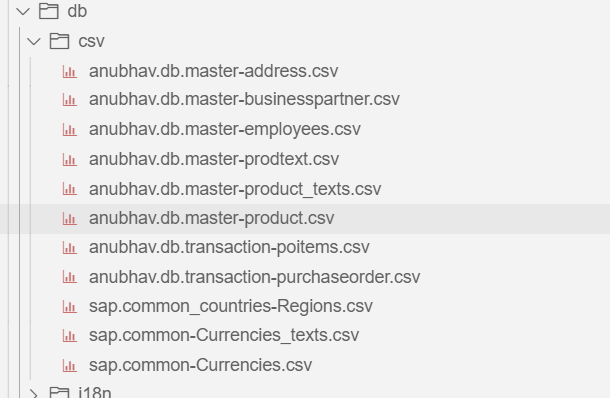 db
csv
anubhav.db.master-address.csv
anubhav.db.master-businesspartner.csv
anubhav.db.master-employees.csv
anubhav.db.master-prodtext.csv
anubhav.db.master-product_texts.csv
anubhav.db.master-product.csv
anubhav.db.transaction-poitems.csv
anubhav.db.transaction-purchaseorder.csv
sap.common_countries-Regions.csv
sap.common-Currencies_texts.csv
sap.common-Currencies.csv
i18n